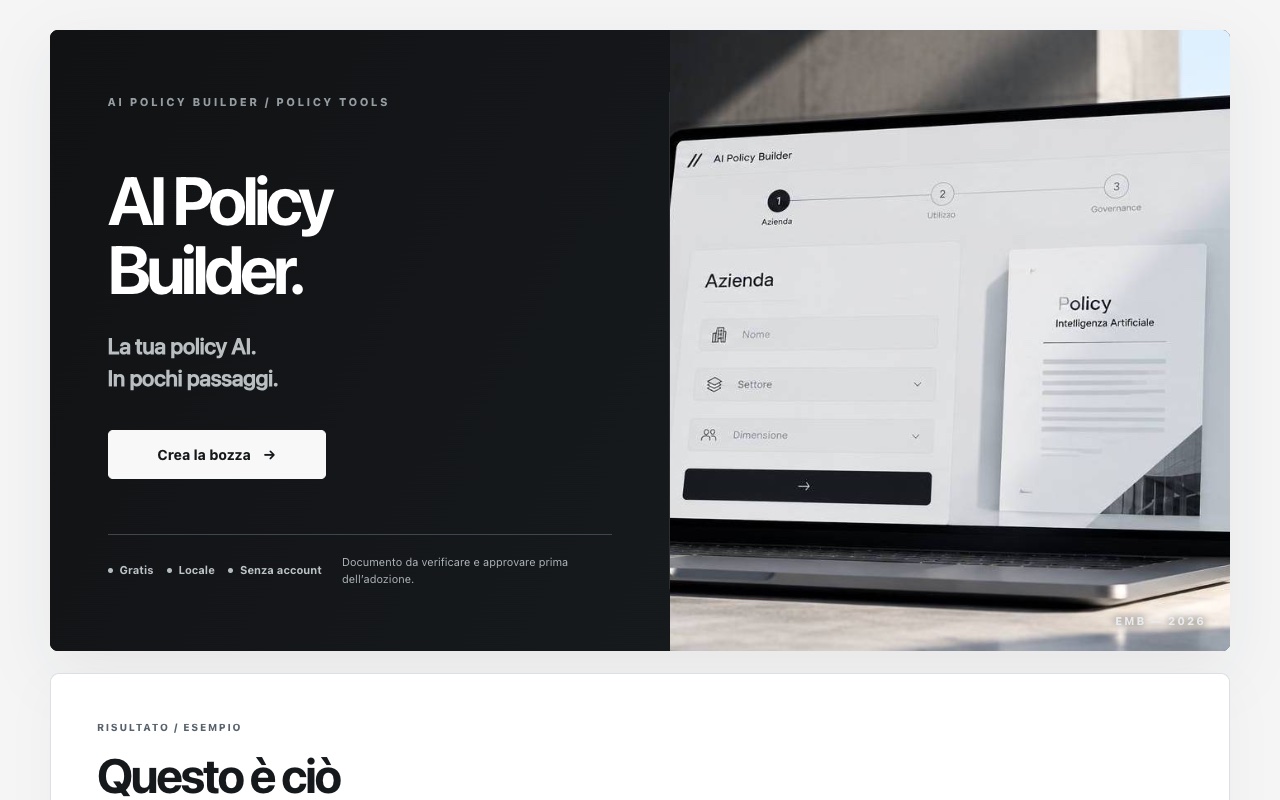 AI POLICY BUILDER / POLICY TOOLS
AI Policy
Builder.
La tua policy AI.
In pochi passaggi.
Crea la bozza →
Gratis
Locale
Senza account
Documento da verificare e approvare prima
dell'adozione.
AI Policy Builder
1
2
3
Azienda
Utilizzo
Governance
Azienda
Nome
Settore
Dimensione
→
Policy
Intelligenza Artificiale
EMB — 2026
RISULTATO / ESEMPIO
Questo è ciò